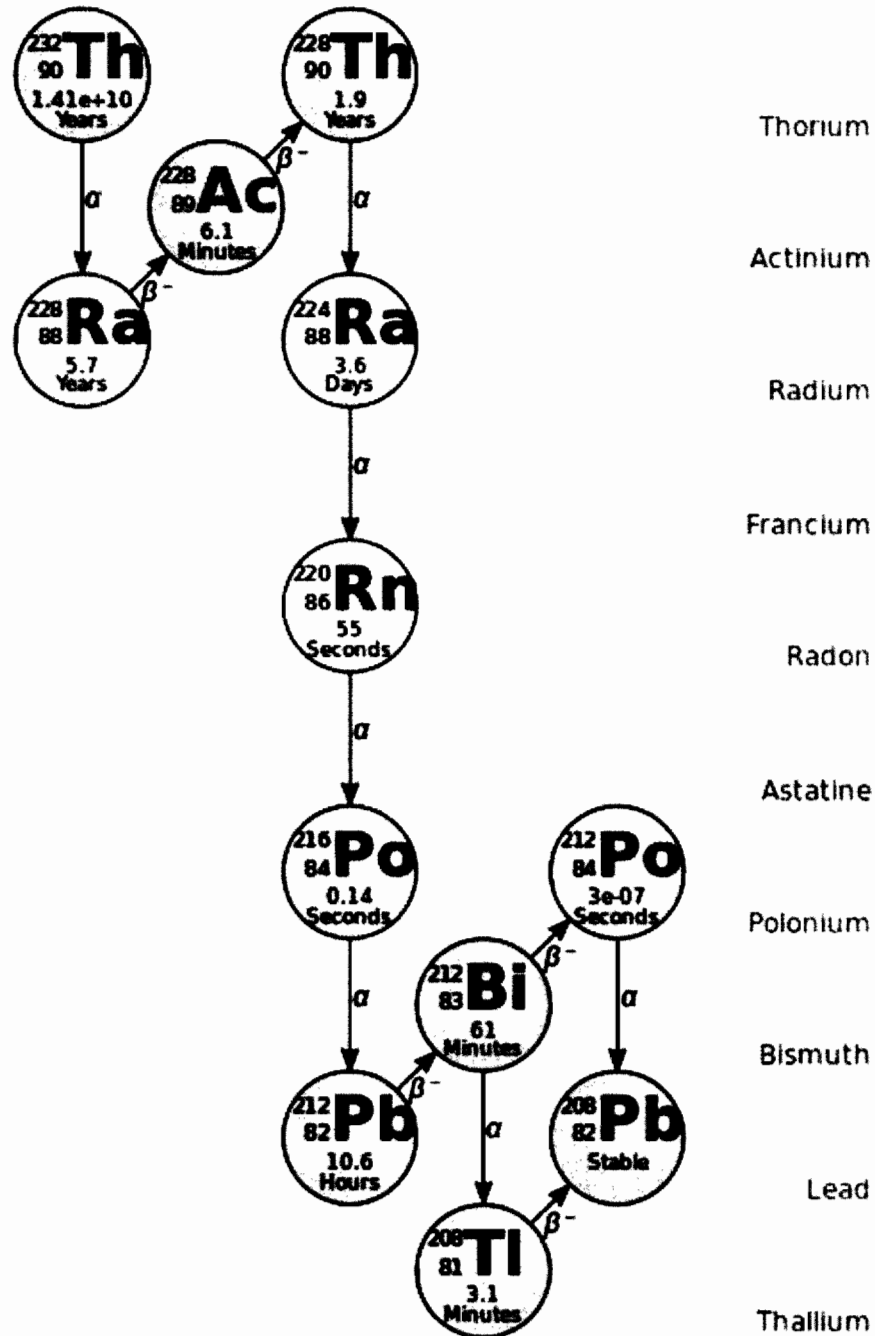 232
90 Th
1.41e+10
Years
228
90 Th
1.9
Years
Thorium
α
β⁻
α
228
89 Ac
6.1
Minutes
Actinium
β⁻
228
88 Ra
5.7
Years
224
88 Ra
3.6
Days
Radium
α
Francium
220
86 Rn
55
Seconds
Radon
α
Astatine
216
84 Po
0.14
Seconds
212
84 Po
3e-07
Seconds
Polonium
β⁻
α
212
83 Bi
61
Minutes
α
Bismuth
β⁻
212
82 Pb
10.6
Hours
α
208
82 Pb
Stable
Lead
β⁻
208
81 Tl
3.1
Minutes
Thallium